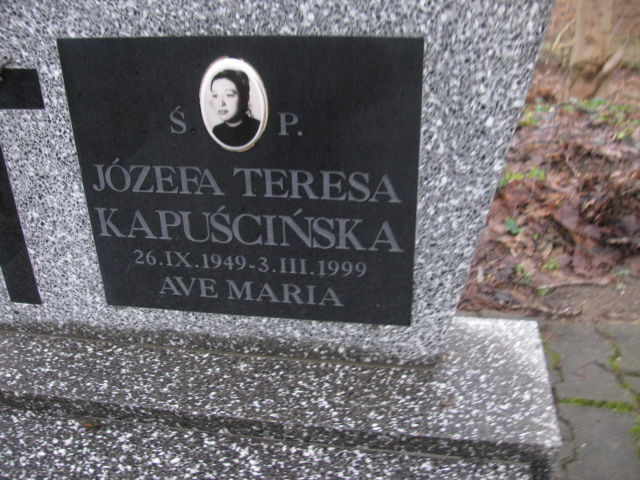 Ś. P.
JÓZEFA TERESA
KAPUŚCIŃSKA
26.IX.1949-3.III.1999
AVE MARIA